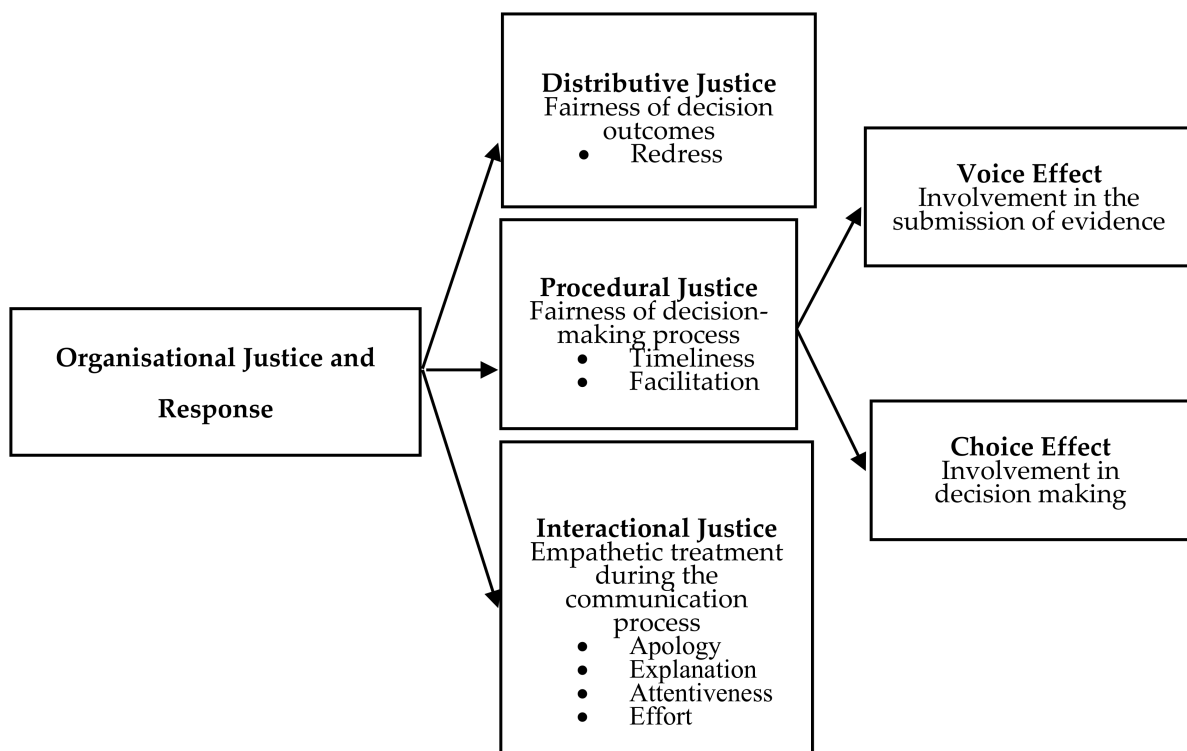 Organisational Justice and
Response
Distributive Justice
Fairness of decision
outcomes
• Redress
Procedural Justice
Fairness of decision-
making process
• Timeliness
• Facilitation
Interactional Justice
Empathetic treatment
during the
communication
process
• Apology
• Explanation
• Attentiveness
• Effort
Voice Effect
Involvement in the
submission of evidence
Choice Effect
Involvement in
decision making